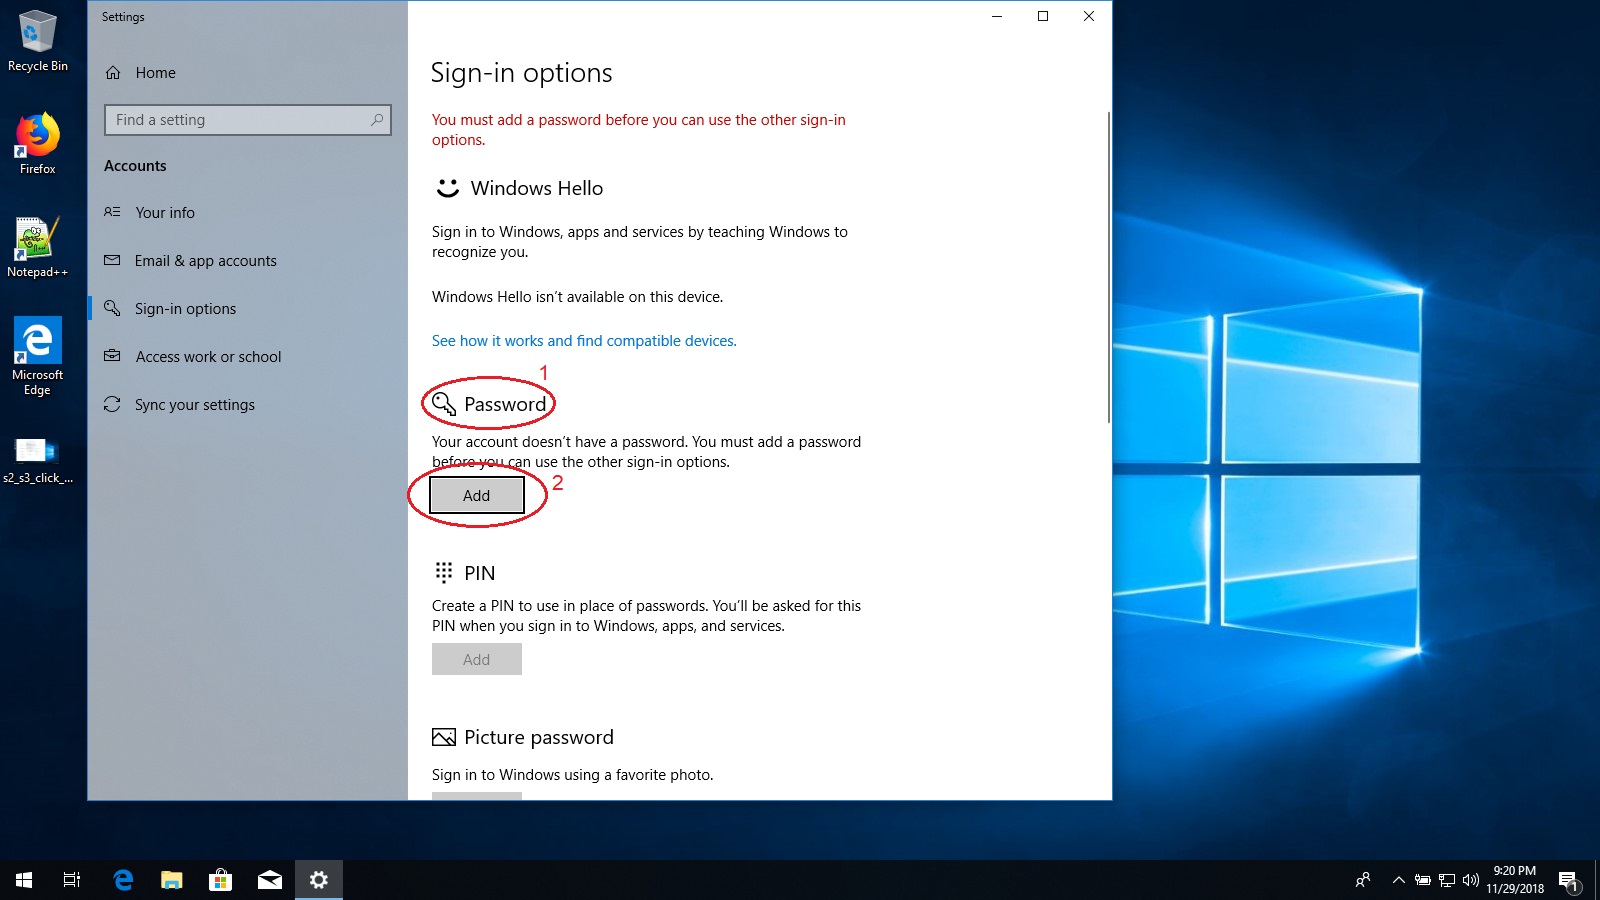 Recycle Bin
Firefox
Notepad++
Microsoft
Edge
s2_s3_click_...
Settings
Home
Find a setting
Accounts
Your info
Email & app accounts
Sign-in options
Access work or school
Sync your settings
Sign-in options
You must add a password before you can use the other sign-in
options.
Windows Hello
Sign in to Windows, apps and services by teaching Windows to
recognize you.
Windows Hello isn't available on this device.
See how it works and find compatible devices.
1
Password
Your account doesn't have a password. You must add a password
before you can use the other sign-in options.
Add
2
PIN
Create a PIN to use in place of passwords. You'll be asked for this
PIN when you sign in to Windows, apps, and services.
Add
Picture password
Sign in to Windows using a favorite photo.
9:20 PM
11/29/2018
1